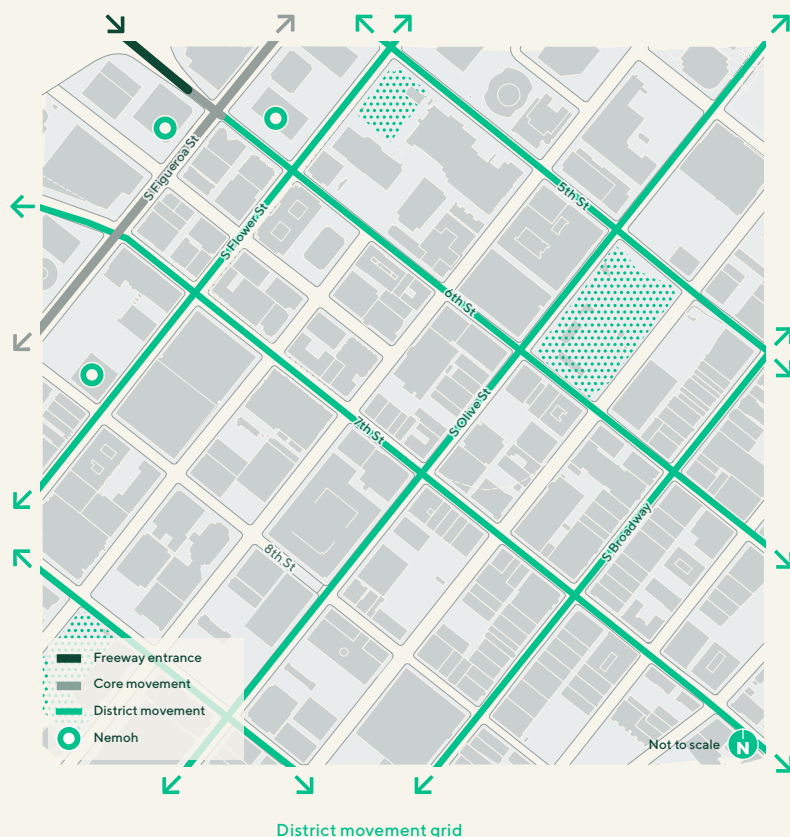 S Figueroa St
5th St
S Flower St
6th St
S Olive St
7th St
S Broadway
8th St
Freeway entrance
Core movement
District movement
Nemoh
Not to scale
N
District movement grid